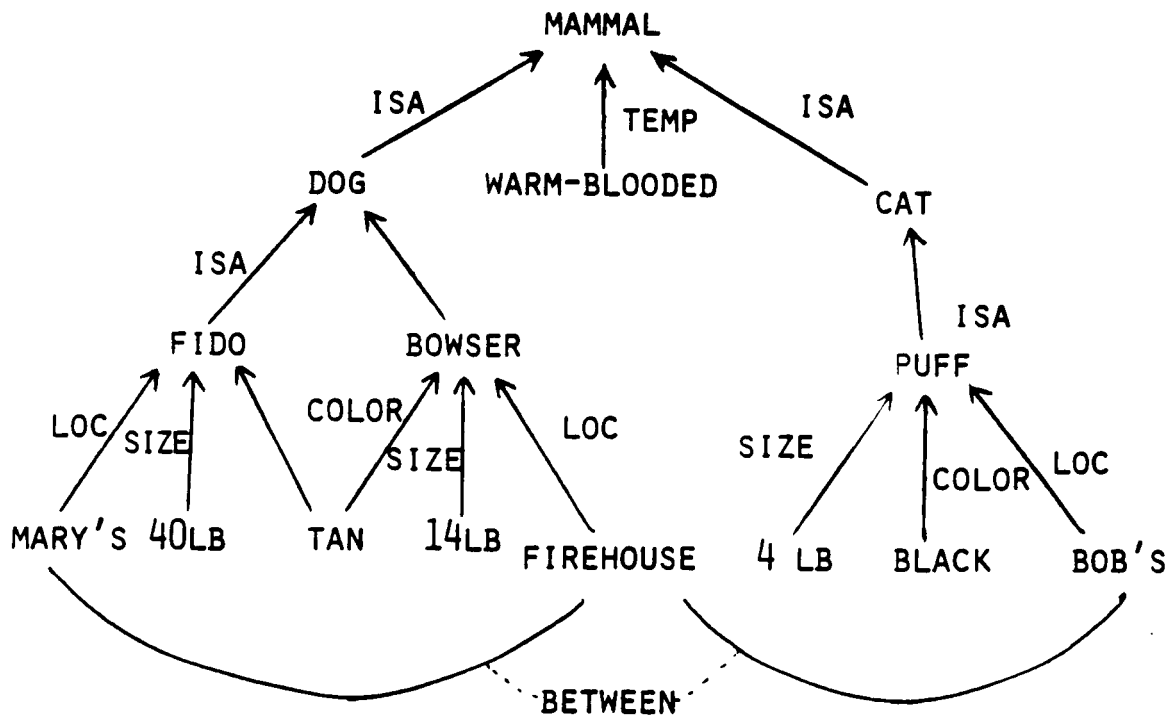 MAMMAL
ISA
TEMP
ISA
DOG
WARM-BLOODED
CAT
ISA
ISA
FIDO
BOWSER
PUFF
LOC
SIZE
COLOR
SIZE
LOC
SIZE
COLOR
LOC
MARY'S
40LB
TAN
14LB
FIREHOUSE
4 LB
BLACK
BOB'S
BETWEEN